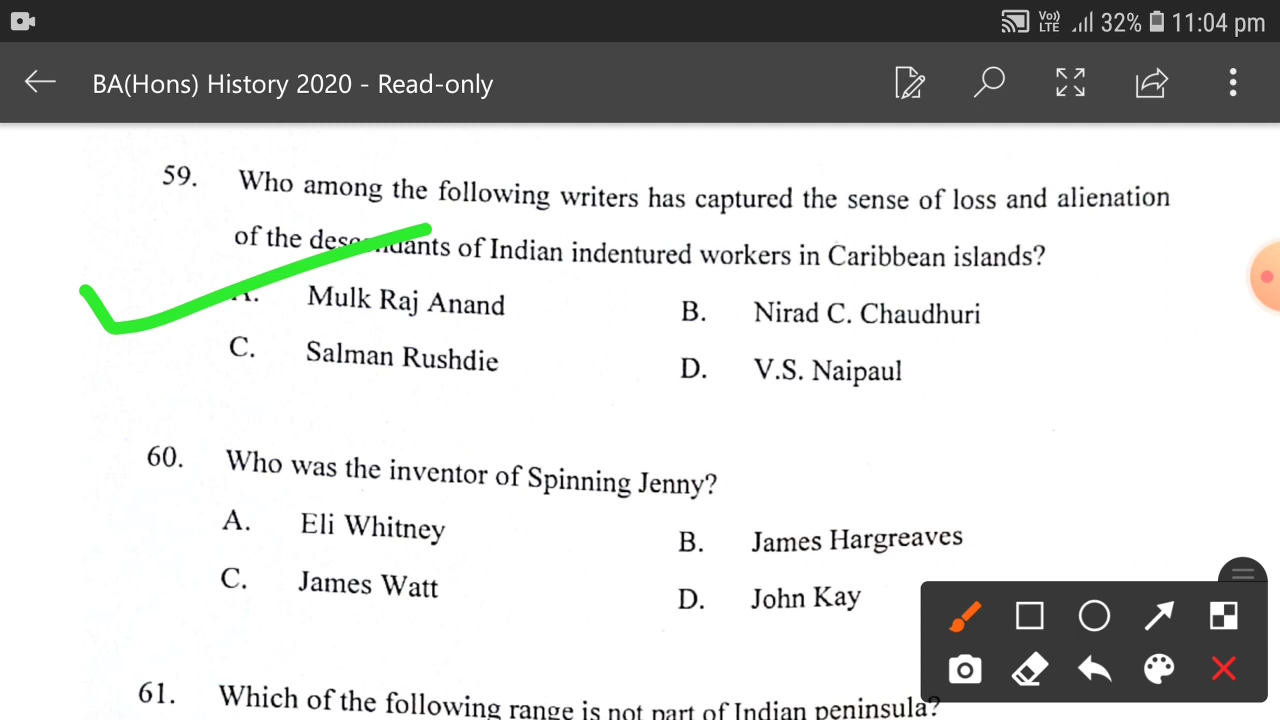 Vo)) LTE 32% 11:04 pm
BA(Hons) History 2020 - Read-only
59. Who among the following writers has captured the sense of loss and alienation
of the descendants of Indian indentured workers in Caribbean islands?
A. Mulk Raj Anand B. Nirad C. Chaudhuri
C. Salman Rushdie D. V.S. Naipaul
60. Who was the inventor of Spinning Jenny?
A. Eli Whitney B. James Hargreaves
C. James Watt D. John Kay
61. Which of the following range is not part of Indian peninsula?